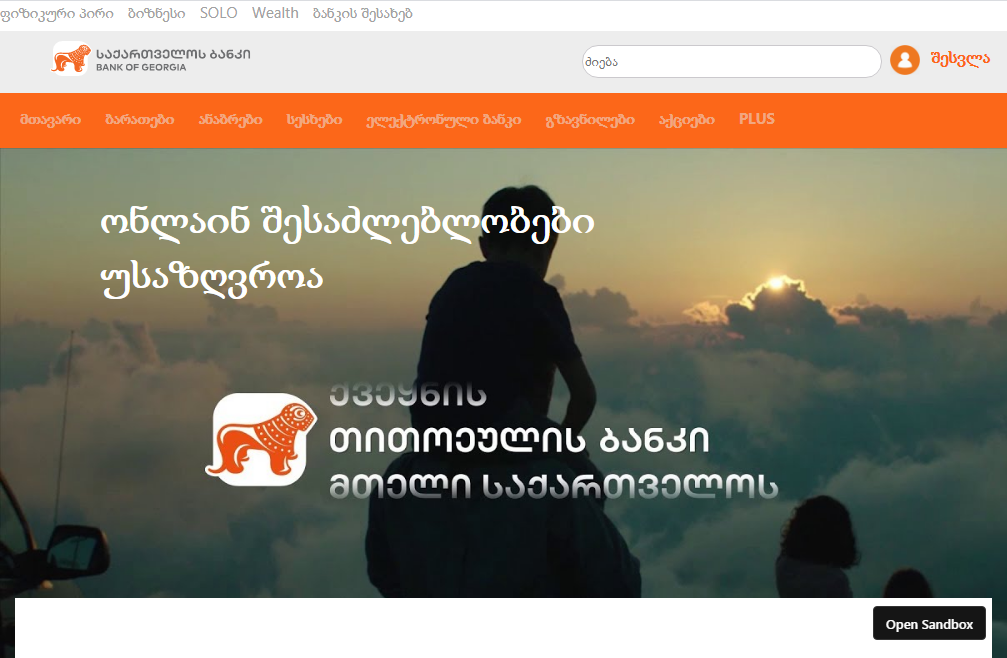 ფიზიკური პირი ბიზნესი SOLO Wealth ბანკის შესახებ
ᲡᲐᲥᲐᲠᲗᲕᲔᲚᲝᲡ ᲑᲐᲜᲙᲘ
BANK OF GEORGIA
ძიება
შესვლა
მთავარი ბარათები ანაბრები სესხები ელექტრონული ბანკი გზავნილები აქციები PLUS
ონლაინ შესაძლებლობები
უსაზღვროა
ᲥᲕᲔᲧᲜᲘᲡ
ᲗᲘᲗᲝᲔᲣᲚᲘᲡ ᲑᲐᲜᲙᲘ
ᲛᲗᲔᲚᲘ ᲡᲐᲥᲐᲠᲗᲕᲔᲚᲝᲡ
Open Sandbox